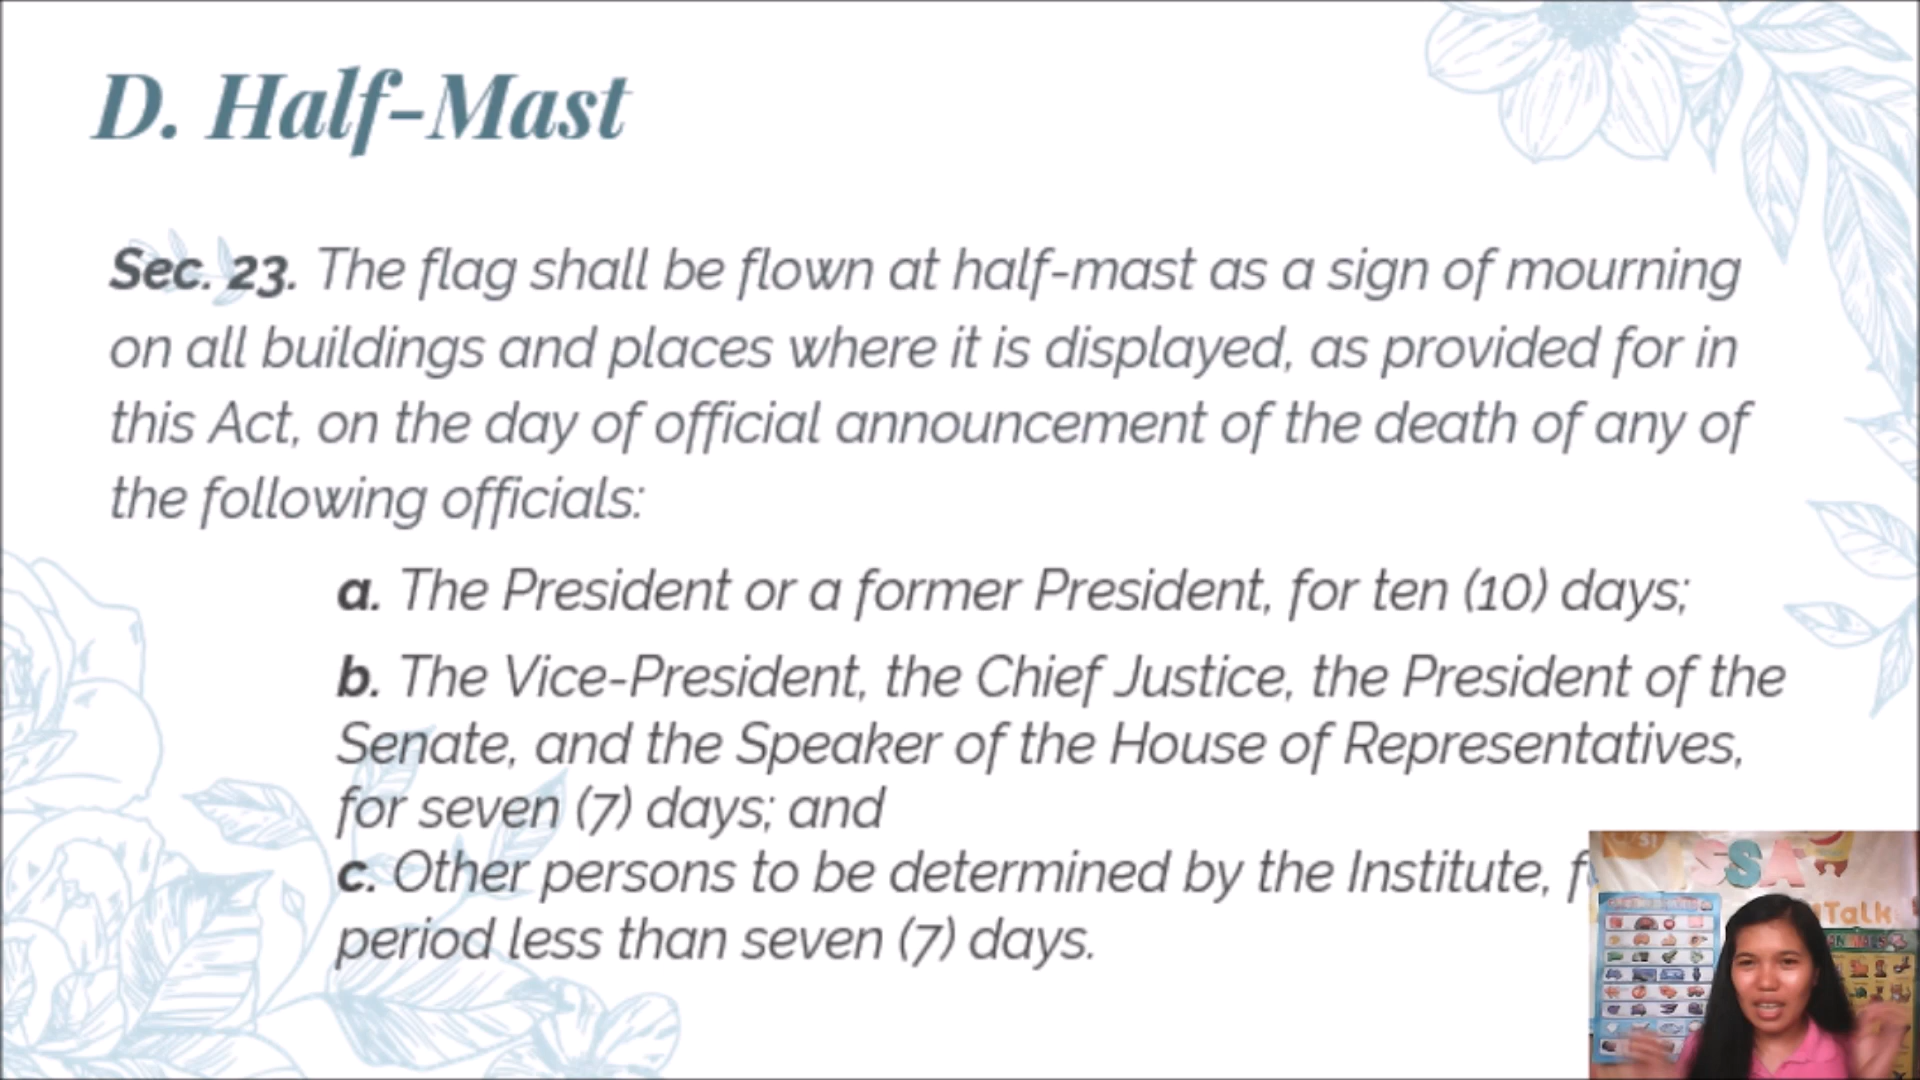 D. Half-Mast
Sec. 23. The flag shall be flown at half-mast as a sign of mourning
on all buildings and places where it is displayed, as provided for in
this Act, on the day of official announcement of the death of any of
the following officials:
a. The President or a former President, for ten (10) days;
b. The Vice-President, the Chief Justice, the President of the
Senate, and the Speaker of the House of Representatives,
for seven (7) days; and
c. Other persons to be determined by the Institute,
period less than seven (7) days.
SSA
Talk